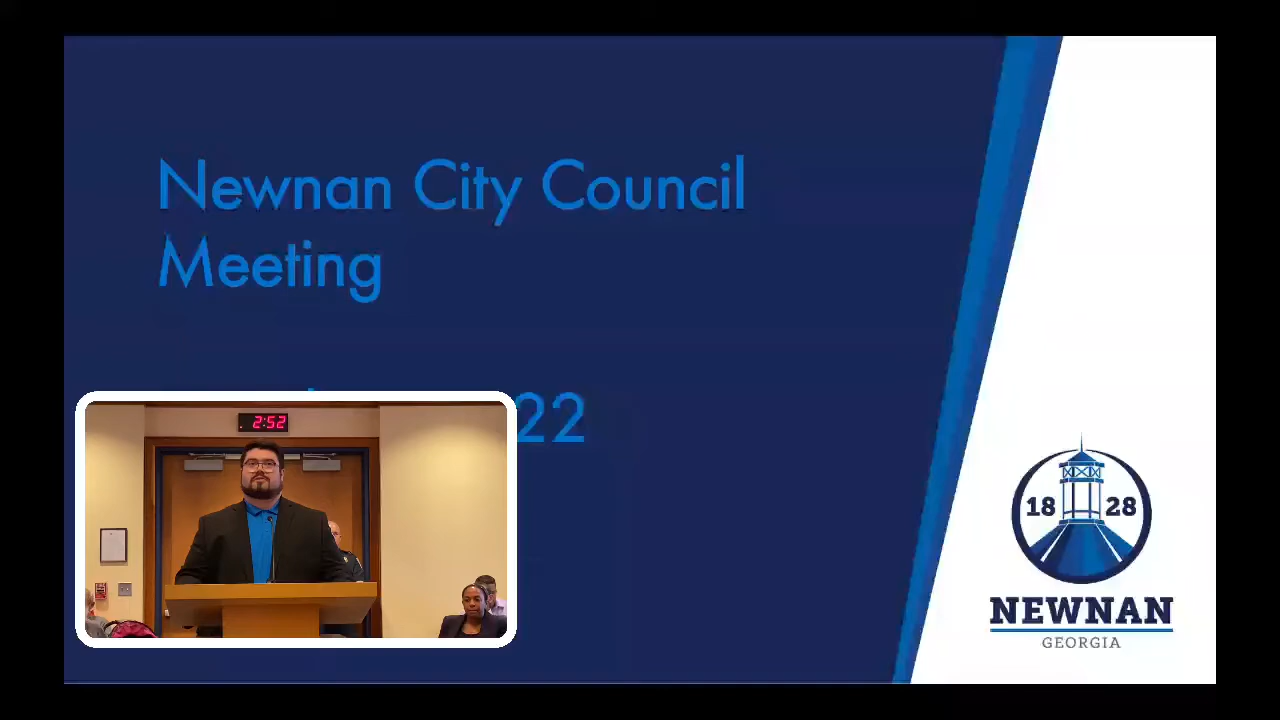 Newnan City Council
Meeting
22
2:52
18 28
NEWNAN
GEORGIA